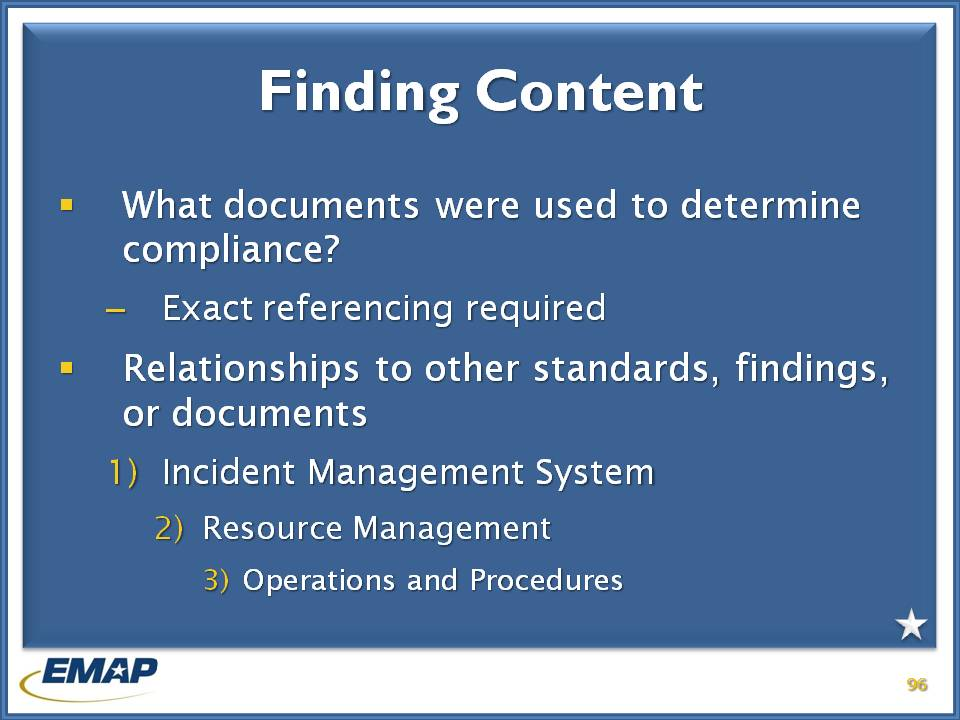 Finding Content
▪ What documents were used to determine
compliance?
– Exact referencing required
▪ Relationships to other standards, findings,
or documents
1) Incident Management System
2) Resource Management
3) Operations and Procedures
EMAP
96